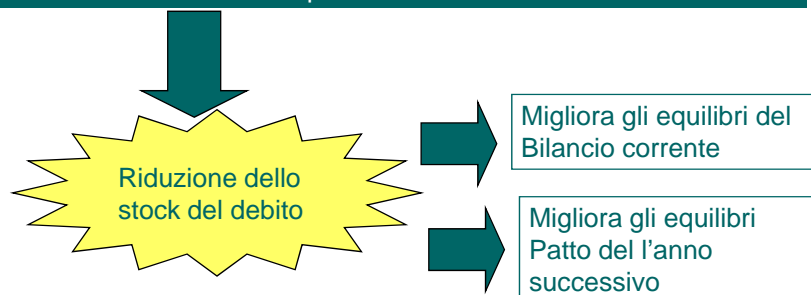 Migliora gli equilibri del
Bilancio corrente
Riduzione dello
stock del debito
Migliora gli equilibri
Patto del l'anno
successivo